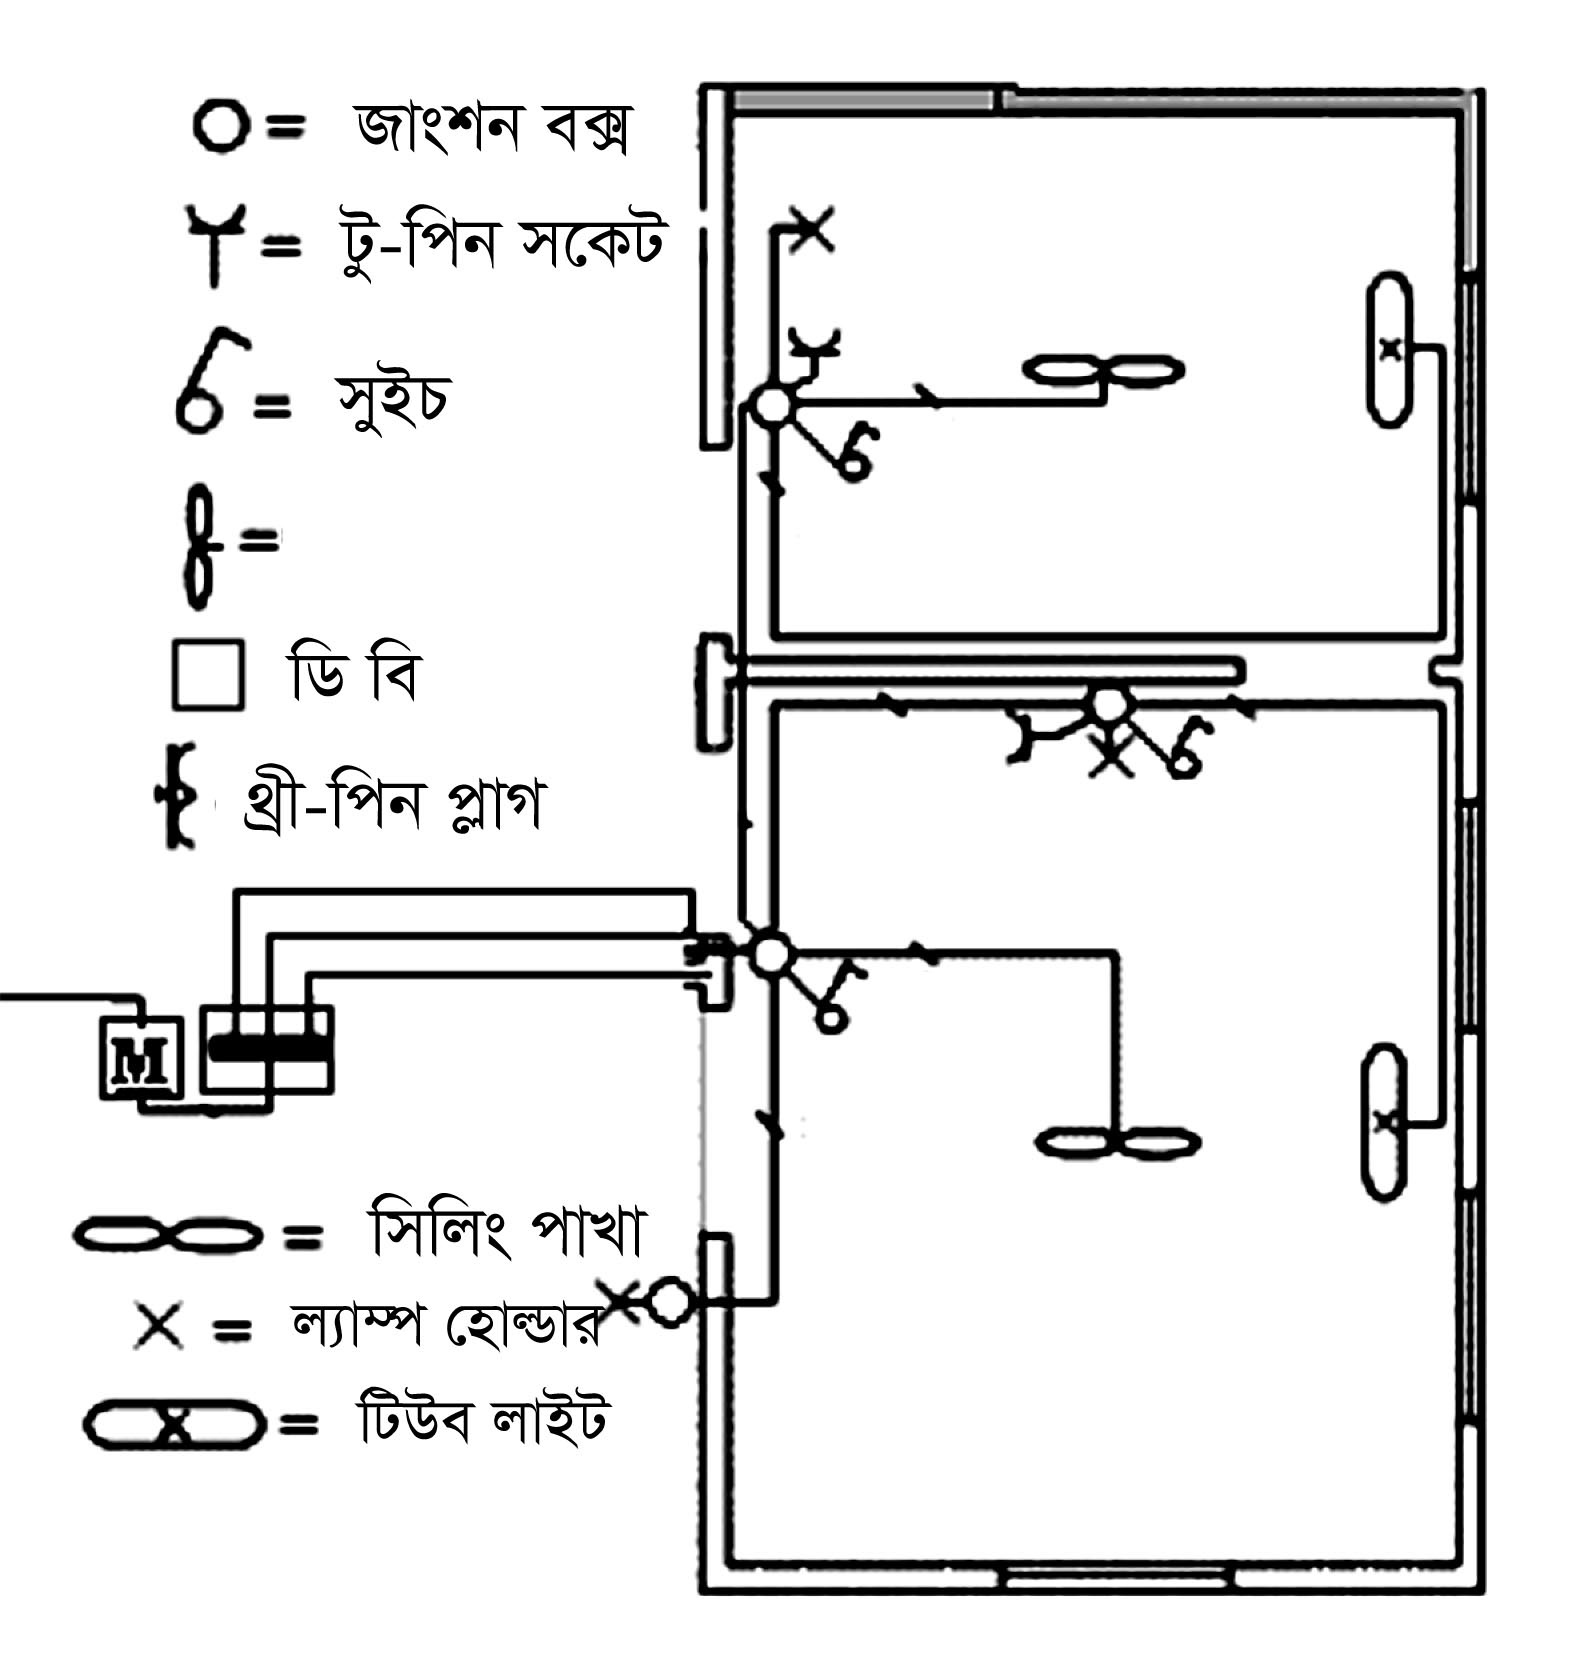 = জাংশন বক্স
= টু-পিন সকেট
= সুইচ
=
ডি বি
থ্রী-পিন প্লাগ
M
= সিলিং পাখা
= ল্যাম্প হোল্ডার
= টিউব লাইট